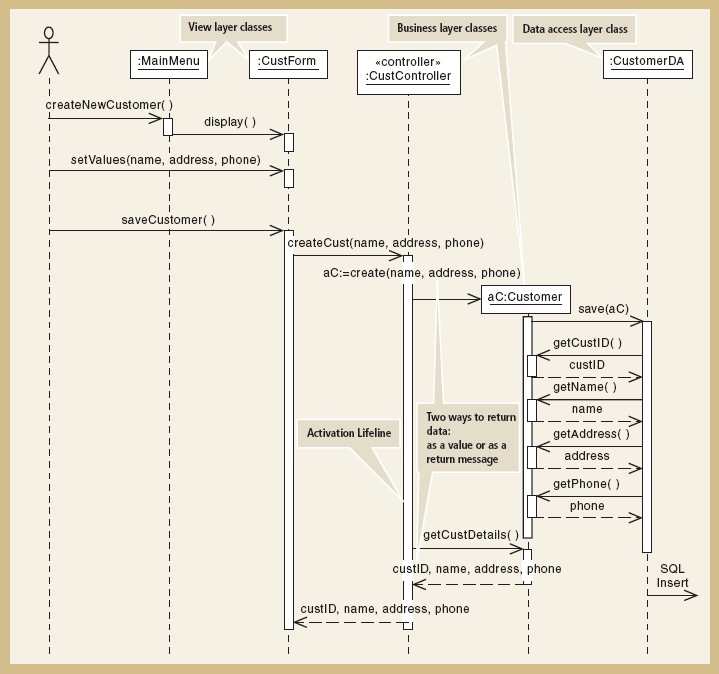 View layer classes
Business layer classes
Data access layer class
:MainMenu
:CustForm
«controller»
:CustController
:CustomerDA
createNewCustomer( )
display( )
setValues(name, address, phone)
saveCustomer( )
createCust(name, address, phone)
aC:=create(name, address, phone)
aC:Customer
save(aC)
getCustID( )
custID
getName( )
name
getAddress( )
address
getPhone( )
phone
Activation Lifeline
Two ways to return
data:
as a value or as a
return message
getCustDetails( )
custID, name, address, phone
SQL
Insert
custID, name, address, phone